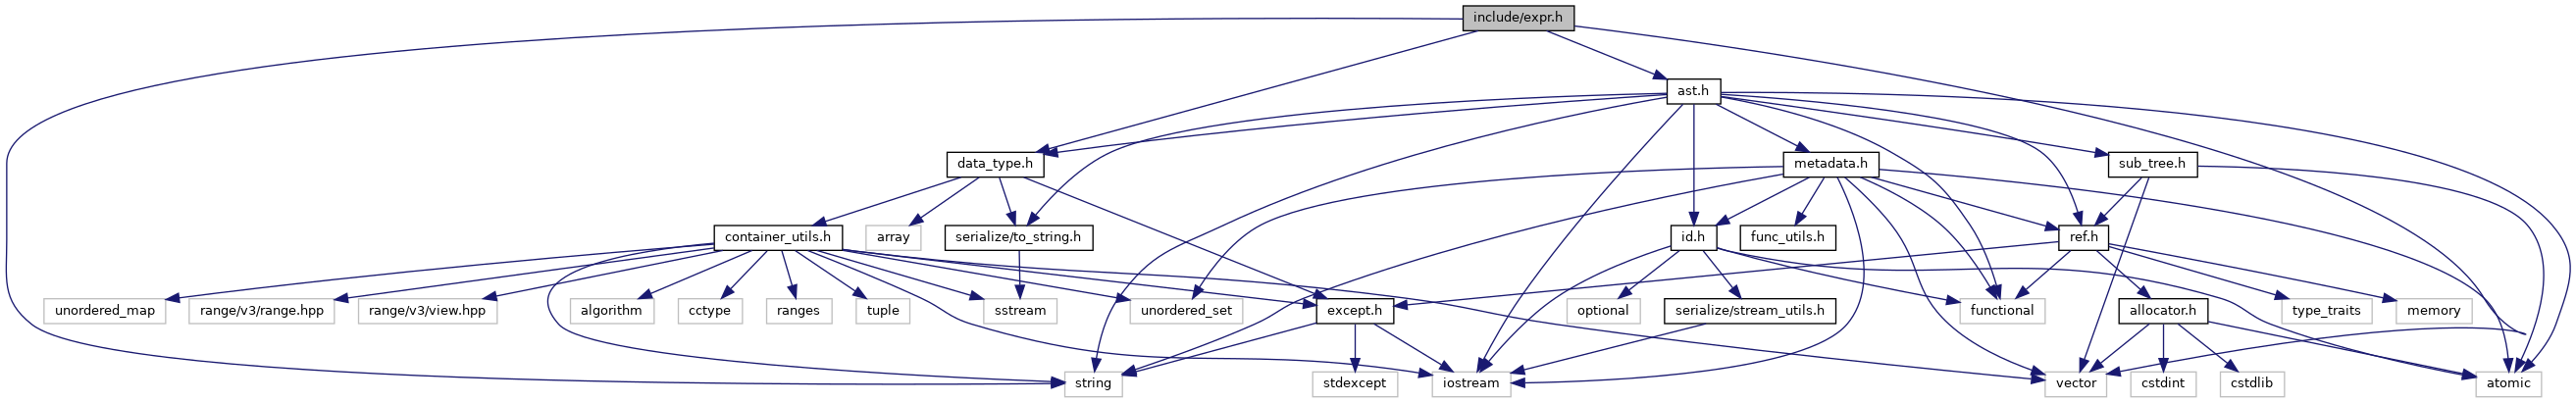 include/expr.h
ast.h
data_type.h
metadata.h
sub_tree.h
container_utils.h
array
serialize/to_string.h
id.h
func_utils.h
ref.h
unordered_map
range/v3/range.hpp
range/v3/view.hpp
algorithm
cctype
ranges
tuple
sstream
unordered_set
except.h
optional
serialize/stream_utils.h
functional
allocator.h
type_traits
memory
string
stdexcept
iostream
vector
cstdint
cstdlib
atomic